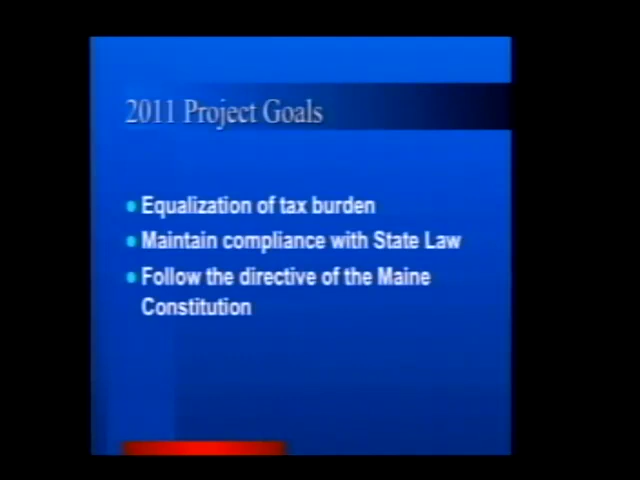 2011 Project Goals
Equalization of tax burden
Maintain compliance with State Law
Follow the directive of the Maine
Constitution